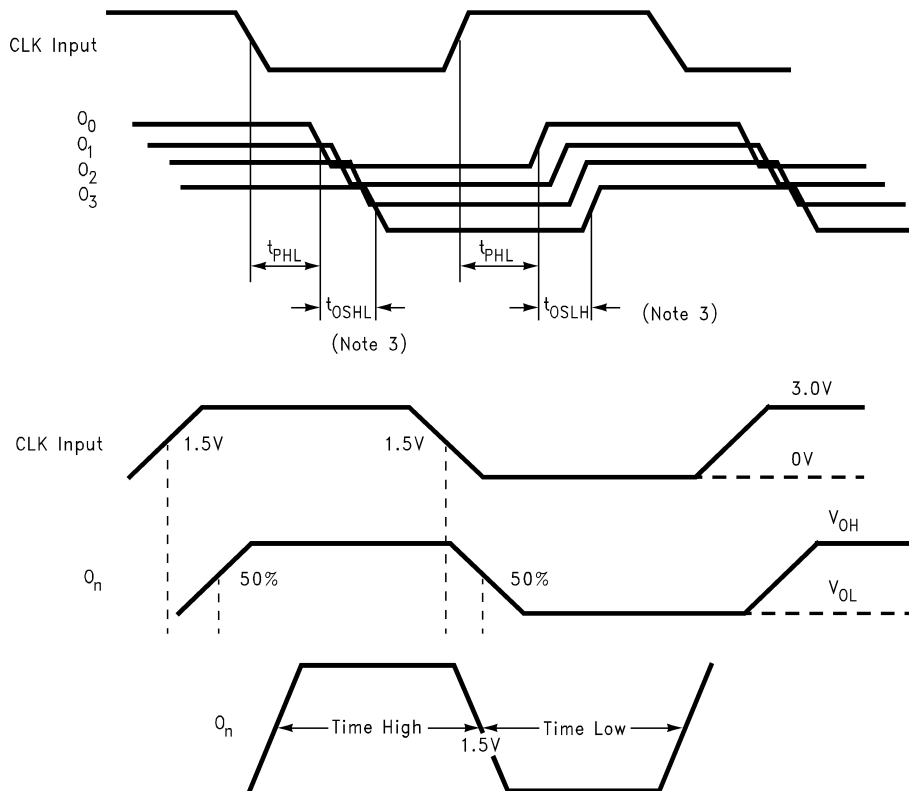 CLK Input
O0
O1
O2
O3
tPHL tPHL
tOSHL tOSLH (Note 3)
(Note 3)
3.0V
CLK Input 1.5V 1.5V
0V
VOH
On 50% 50%
VOL
On Time High Time Low
1.5V